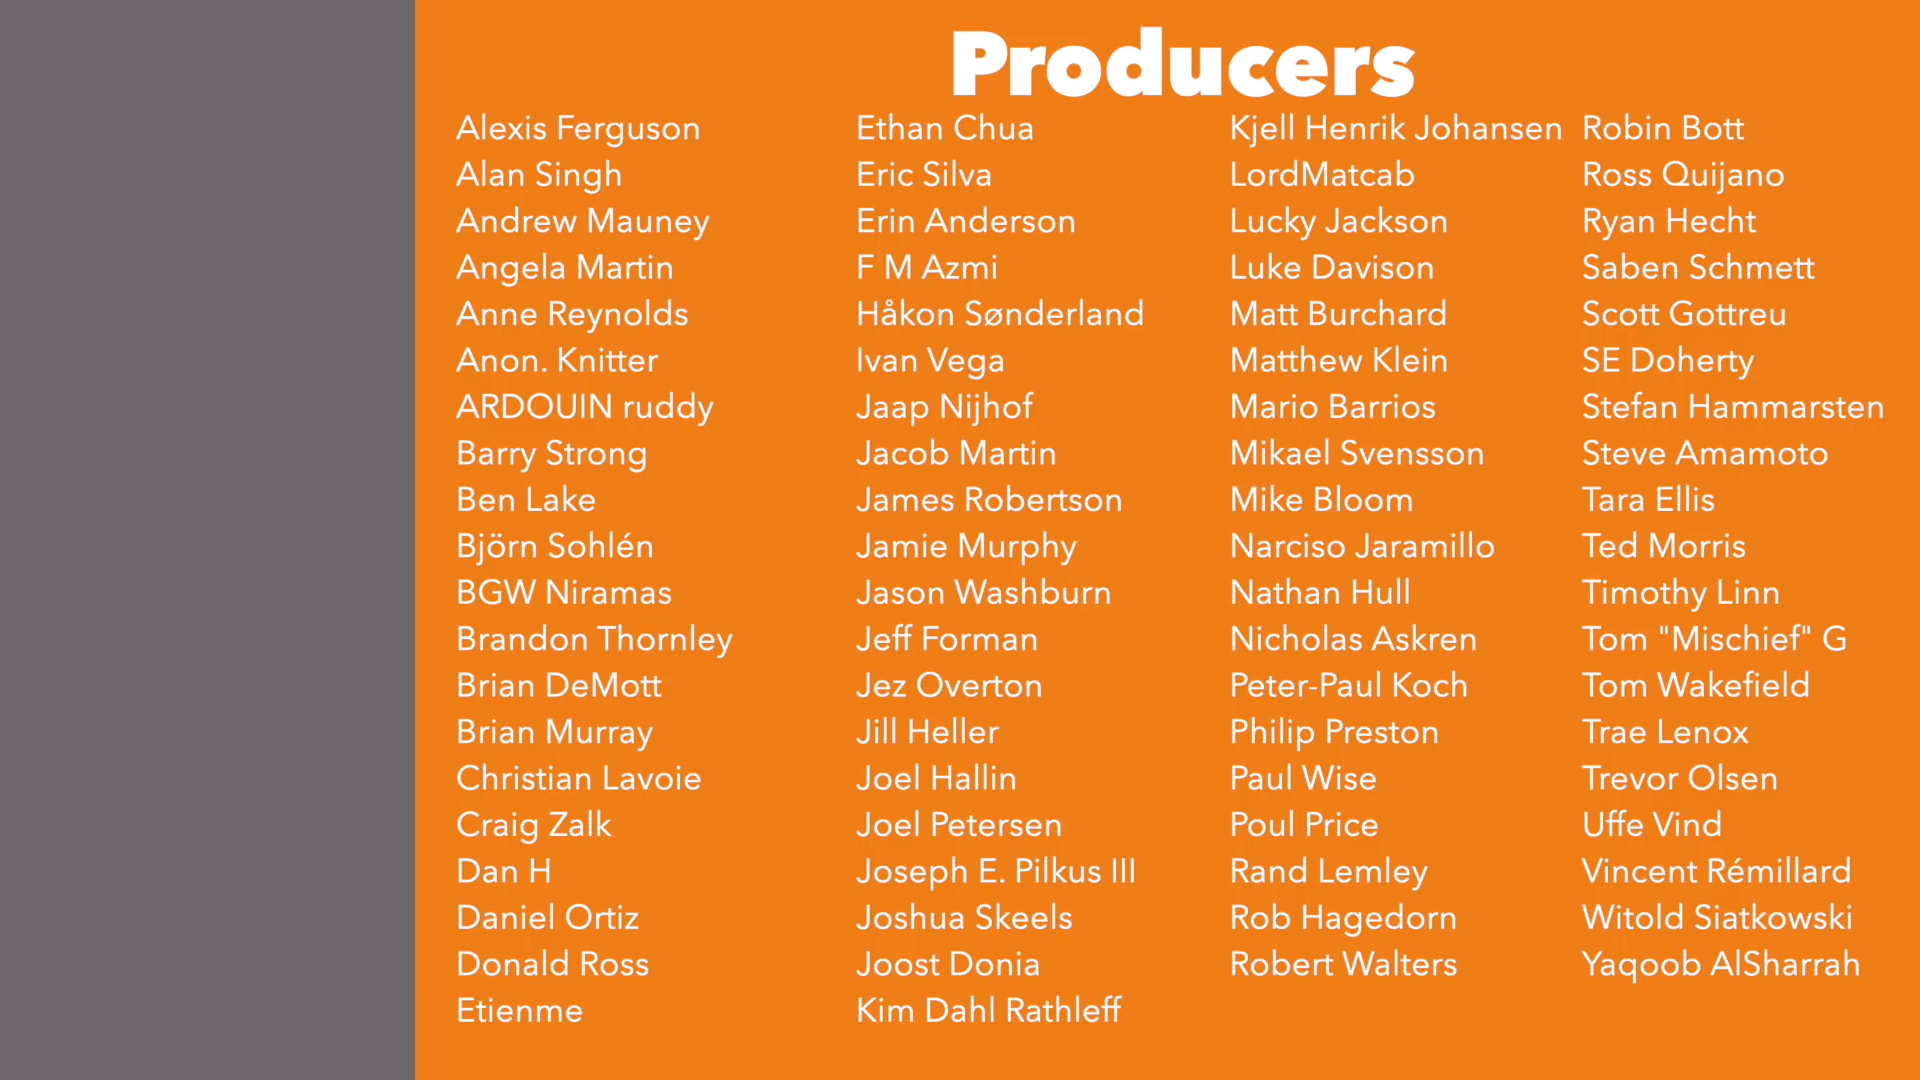 Producers
Alexis Ferguson
Alan Singh
Andrew Mauney
Angela Martin
Anne Reynolds
Anon. Knitter
ARDOUIN ruddy
Barry Strong
Ben Lake
Björn Sohlén
BGW Niramas
Brandon Thornley
Brian DeMott
Brian Murray
Christian Lavoie
Craig Zalk
Dan H
Daniel Ortiz
Donald Ross
Etienme
Ethan Chua
Eric Silva
Erin Anderson
F M Azmi
Håkon Sønderland
Ivan Vega
Jaap Nijhof
Jacob Martin
James Robertson
Jamie Murphy
Jason Washburn
Jeff Forman
Jez Overton
Jill Heller
Joel Hallin
Joel Petersen
Joseph E. Pilkus III
Joshua Skeels
Joost Donia
Kim Dahl Rathleff
Kjell Henrik Johansen
LordMatcab
Lucky Jackson
Luke Davison
Matt Burchard
Matthew Klein
Mario Barrios
Mikael Svensson
Mike Bloom
Narciso Jaramillo
Nathan Hull
Nicholas Askren
Peter-Paul Koch
Philip Preston
Paul Wise
Poul Price
Rand Lemley
Rob Hagedorn
Robert Walters
Robin Bott
Ross Quijano
Ryan Hecht
Saben Schmett
Scott Gottreu
SE Doherty
Stefan Hammarsten
Steve Amamoto
Tara Ellis
Ted Morris
Timothy Linn
Tom "Mischief" G
Tom Wakefield
Trae Lenox
Trevor Olsen
Uffe Vind
Vincent Rémillard
Witold Siatkowski
Yaqoob AlSharrah